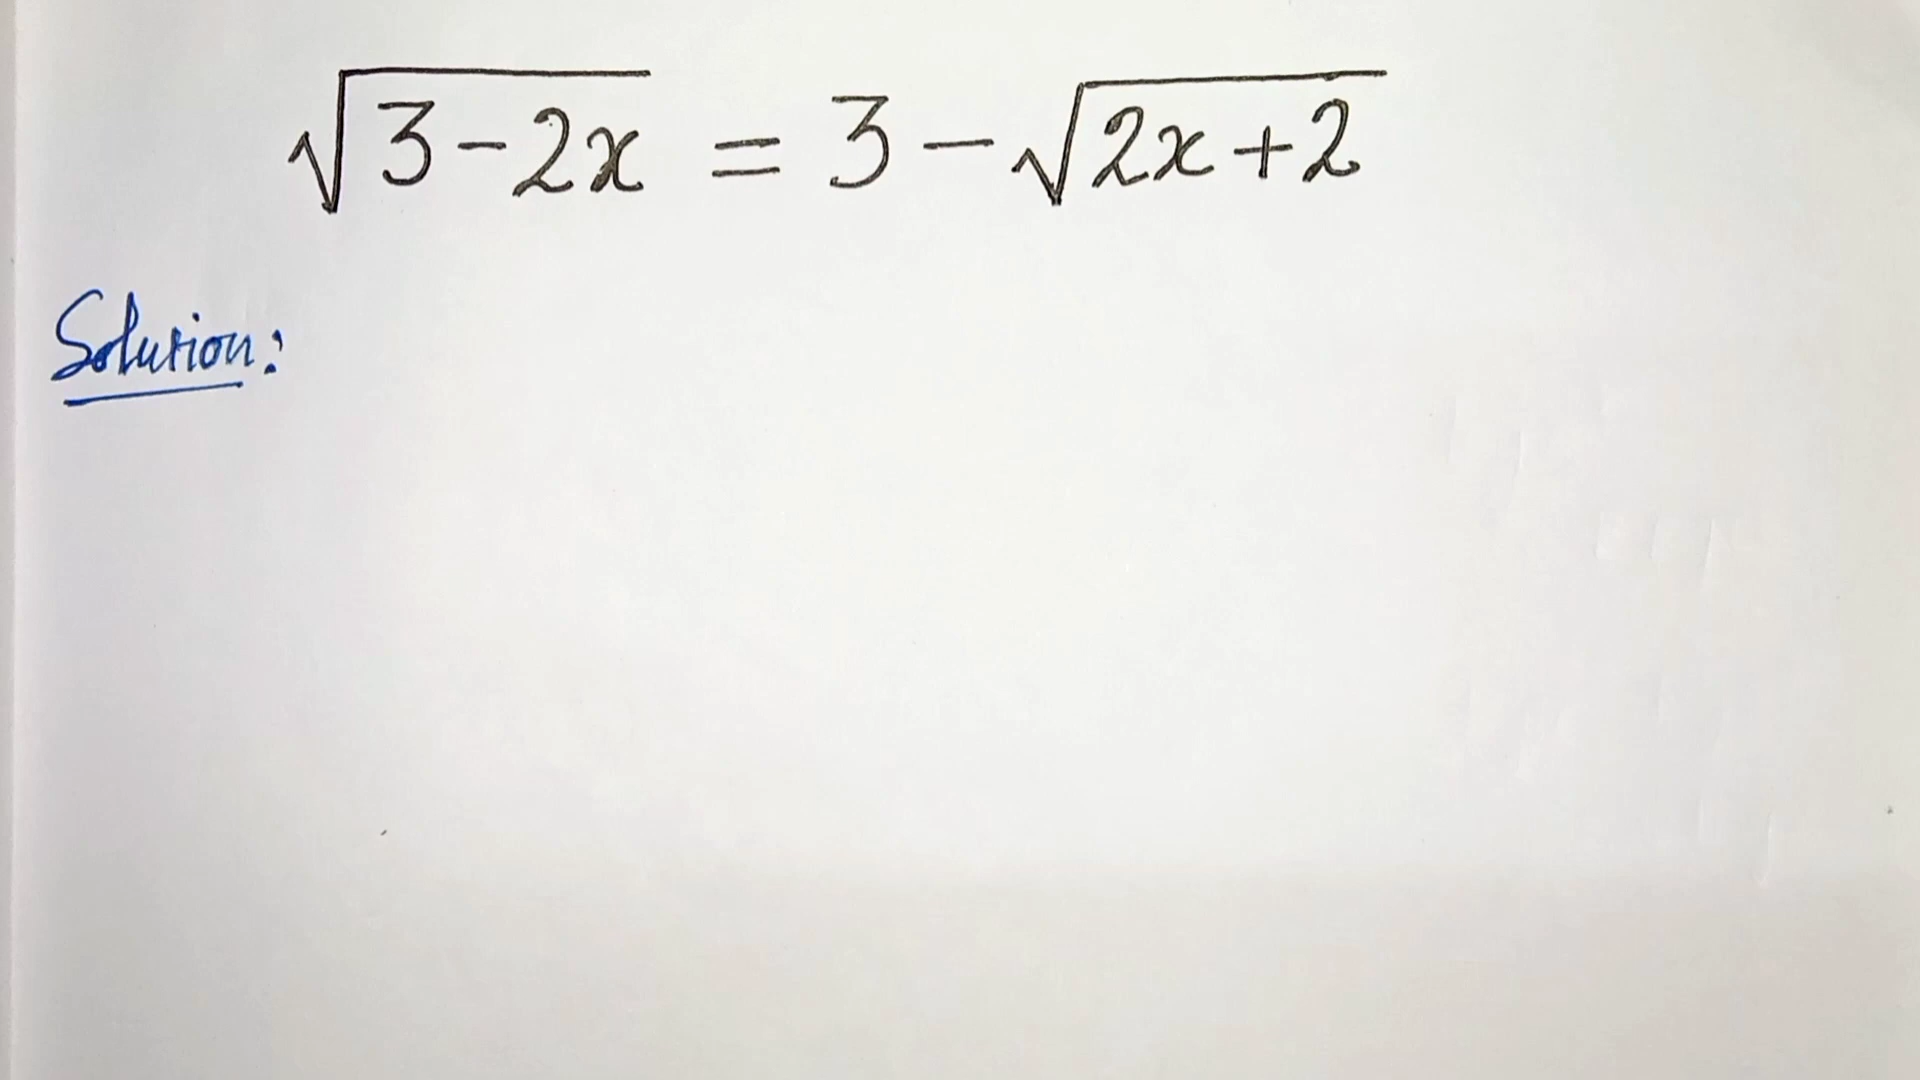 √(3-2x) = 3-√(2x+2)
Solution: